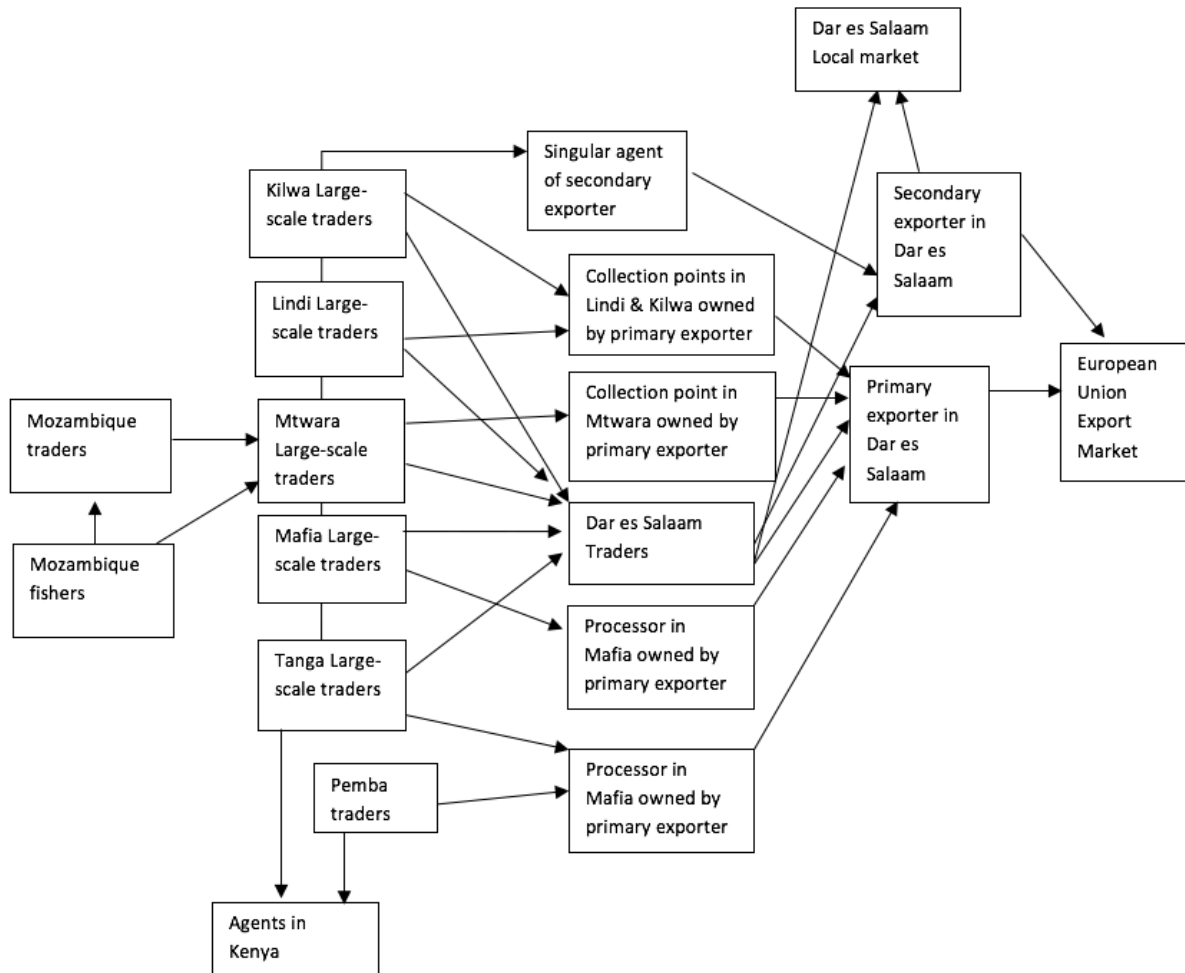 Dar es Salaam
Local market
Singular agent
of secondary
exporter
Kilwa Large-
scale traders
Secondary
exporter in
Dar es
Salaam
Collection points in
Lindi & Kilwa owned
by primary exporter
Lindi Large-
scale traders
European
Union
Export
Market
Primary
exporter in
Dar es
Salaam
Collection point in
Mtwara owned by
primary exporter
Mozambique
traders
Mtwara
Large-scale
traders
Dar es Salaam
Traders
Mafia Large-
scale traders
Mozambique
fishers
Processor in
Mafia owned by
primary exporter
Tanga Large-
scale traders
Processor in
Mafia owned by
primary exporter
Pemba
traders
Agents in
Kenya